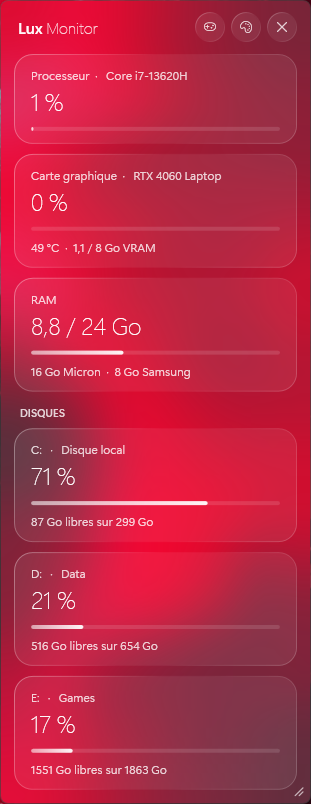 Lux Monitor
Processeur · Core i7-13620H
1 %
Carte graphique · RTX 4060 Laptop
0 %
49 °C · 1,1 / 8 Go VRAM
RAM
8,8 / 24 Go
16 Go Micron · 8 Go Samsung
DISQUES
C: · Disque local
71 %
87 Go libres sur 299 Go
D: · Data
21 %
516 Go libres sur 654 Go
E: · Games
17 %
1551 Go libres sur 1863 Go